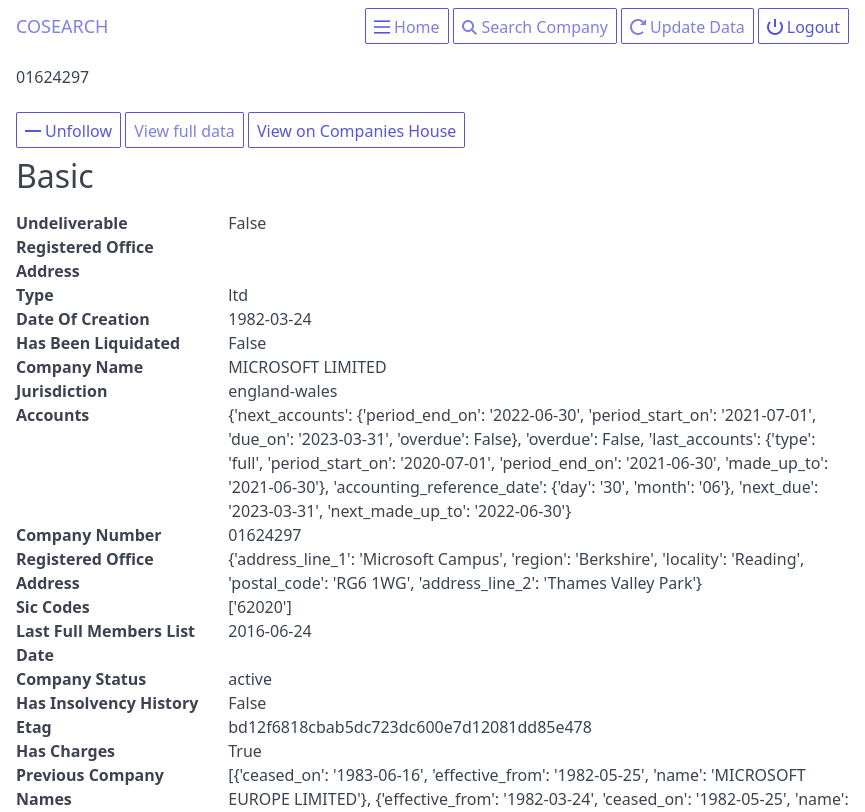 COSEARCH
Home
Search Company
Update Data
Logout
01624297
Unfollow
View full data
View on Companies House
Basic
Undeliverable Registered Office Address False
Type ltd
Date Of Creation 1982-03-24
Has Been Liquidated False
Company Name MICROSOFT LIMITED
Jurisdiction england-wales
Accounts {'next_accounts': {'period_end_on': '2022-06-30', 'period_start_on': '2021-07-01',
'due_on': '2023-03-31', 'overdue': False}, 'overdue': False, 'last_accounts': {'type':
'full', 'period_start_on': '2020-07-01', 'period_end_on': '2021-06-30', 'made_up_to':
'2021-06-30'}, 'accounting_reference_date': {'day': '30', 'month': '06'}, 'next_due':
'2023-03-31', 'next_made_up_to': '2022-06-30'}
Company Number 01624297
Registered Office {'address_line_1': 'Microsoft Campus', 'region': 'Berkshire', 'locality': 'Reading',
Address 'postal_code': 'RG6 1WG', 'address_line_2': 'Thames Valley Park'}
Sic Codes ['62020']
Last Full Members List 2016-06-24
Date
Company Status active
Has Insolvency History False
Etag bd12f6818cbab5dc723dc600e7d12081dd85e478
Has Charges True
Previous Company [{'ceased_on': '1983-06-16', 'effective_from': '1982-05-25', 'name': 'MICROSOFT
Names EUROPE LIMITED'}, {'effective_from': '1982-03-24', 'ceased_on': '1982-05-25', 'name':